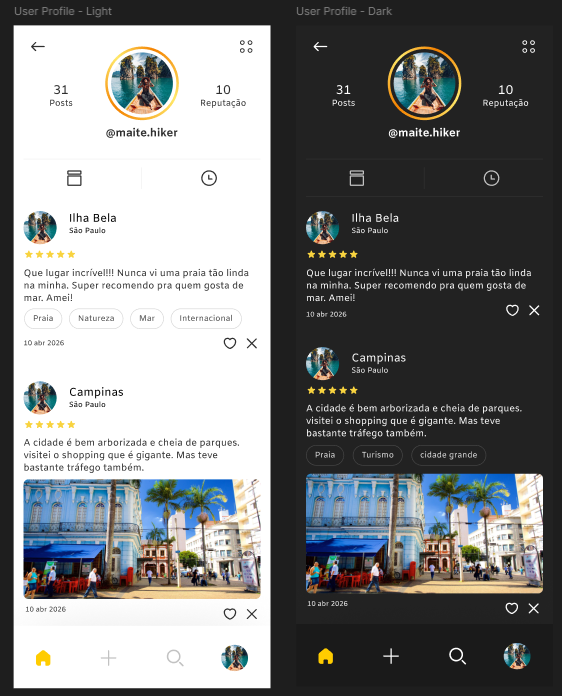 User Profile - Light
31
Posts
10
Reputação
@maite.hiker
Ilha Bela
São Paulo
Que lugar incrível!!! Nunca vi uma praia tão linda
na minha. Super recomendo pra quem gosta de
mar. Amei!
Praia
Natureza
Mar
Internacional
10 abr 2026
Campinas
São Paulo
A cidade é bem arborizada e cheia de parques.
visitei o shopping que é gigante. Mas teve
bastante tráfego também.
10 abr 2026
User Profile - Dark
31
Posts
10
Reputação
@maite.hiker
Ilha Bela
São Paulo
Que lugar incrível!!! Nunca vi uma praia tão linda
na minha. Super recomendo pra quem gosta de
mar. Amei!
10 abr 2026
Campinas
São Paulo
A cidade é bem arborizada e cheia de parques.
visitei o shopping que é gigante. Mas teve
bastante tráfego também.
Praia
Turismo
cidade grande
10 abr 2026